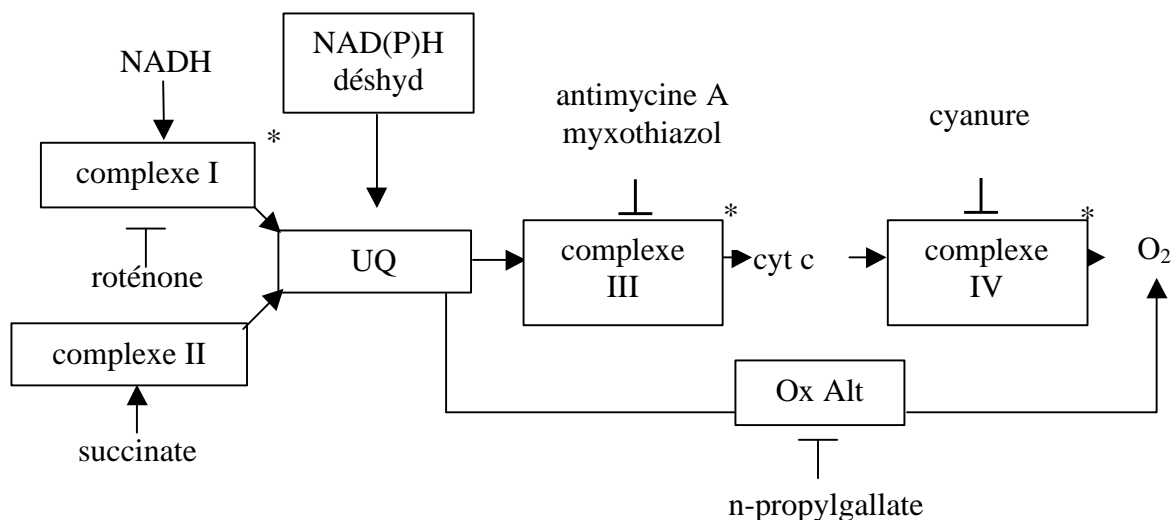 NAD(P)H
déshyd
NADH
antimycine A
myxothiazol
cyanure
*
complexe I
roténone
UQ
*
complexe
III
cyt c
*
complexe
IV
O₂
complexe II
succinate
Ox Alt
n-propylgallate